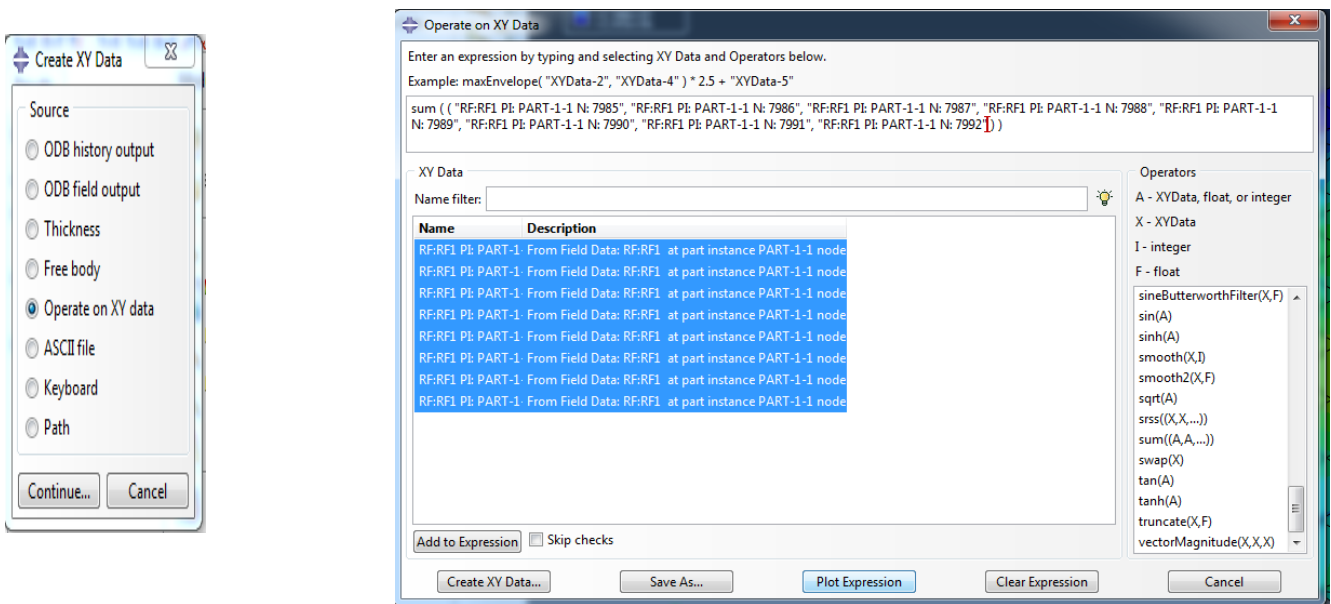 Create XY Data
Source
ODB history output
ODB field output
Thickness
Free body
Operate on XY data
ASCII file
Keyboard
Path
Continue...
Cancel
Operate on XY Data
Enter an expression by typing and selecting XY Data and Operators below.
Example: maxEnvelope( "XYData-2", "XYData-4" ) * 2.5 + "XYData-5"
sum ( ( "RF:RF1 PI: PART-1-1 N: 7985", "RF:RF1 PI: PART-1-1 N: 7986", "RF:RF1 PI: PART-1-1 N: 7987", "RF:RF1 PI: PART-1-1 N: 7988", "RF:RF1 PI: PART-1-1
N: 7989", "RF:RF1 PI: PART-1-1 N: 7990", "RF:RF1 PI: PART-1-1 N: 7991", "RF:RF1 PI: PART-1-1 N: 7992" ) )
XY Data
Name filter:
Name Description
RF:RF1 PI: PART-1- From Field Data: RF:RF1 at part instance PART-1-1 node
RF:RF1 PI: PART-1- From Field Data: RF:RF1 at part instance PART-1-1 node
RF:RF1 PI: PART-1- From Field Data: RF:RF1 at part instance PART-1-1 node
RF:RF1 PI: PART-1- From Field Data: RF:RF1 at part instance PART-1-1 node
RF:RF1 PI: PART-1- From Field Data: RF:RF1 at part instance PART-1-1 node
RF:RF1 PI: PART-1- From Field Data: RF:RF1 at part instance PART-1-1 node
RF:RF1 PI: PART-1- From Field Data: RF:RF1 at part instance PART-1-1 node
RF:RF1 PI: PART-1- From Field Data: RF:RF1 at part instance PART-1-1 node
Add to Expression
Skip checks
Operators
A - XYData, float, or integer
X - XYData
I - integer
F - float
sineButterworthFilter(X,F)
sin(A)
sinh(A)
smooth(X,I)
smooth2(X,F)
sqrt(A)
srss((X,X,...))
sum((A,A,...))
swap(X)
tan(A)
tanh(A)
truncate(X,F)
vectorMagnitude(X,X,X)
Create XY Data...
Save As...
Plot Expression
Clear Expression
Cancel